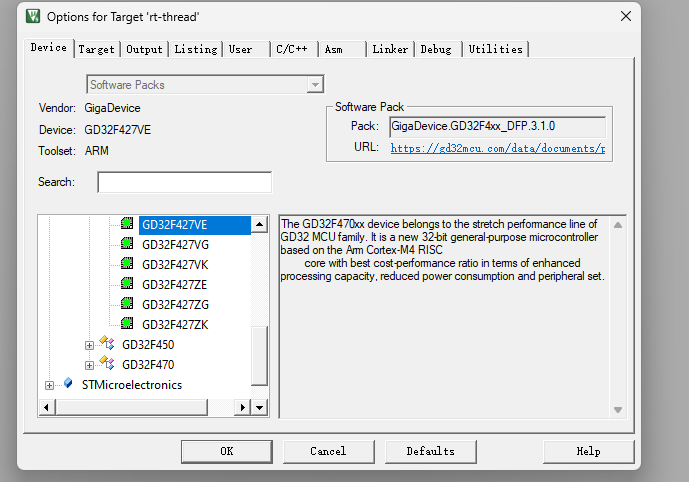 Options for Target 'rt-thread'
Device Target Output Listing User C/C++ Asm Linker Debug Utilities
Software Packs
Vendor: GigaDevice
Device: GD32F427VE
Toolset: ARM
Search:
Software Pack
Pack: GigaDevice.GD32F4xx_DFP.3.1.0
URL: https://gd32mcu.com/data/documents/p
GD32F427VE
GD32F427VG
GD32F427VK
GD32F427ZE
GD32F427ZG
GD32F427ZK
GD32F450
GD32F470
STMicroelectronics
The GD32F470xx device belongs to the stretch performance line of
GD32 MCU family. It is a new 32-bit general-purpose microcontroller
based on the Arm Cortex-M4 RISC
core with best cost-performance ratio in terms of enhanced
processing capacity, reduced power consumption and peripheral set.
OK Cancel Defaults Help